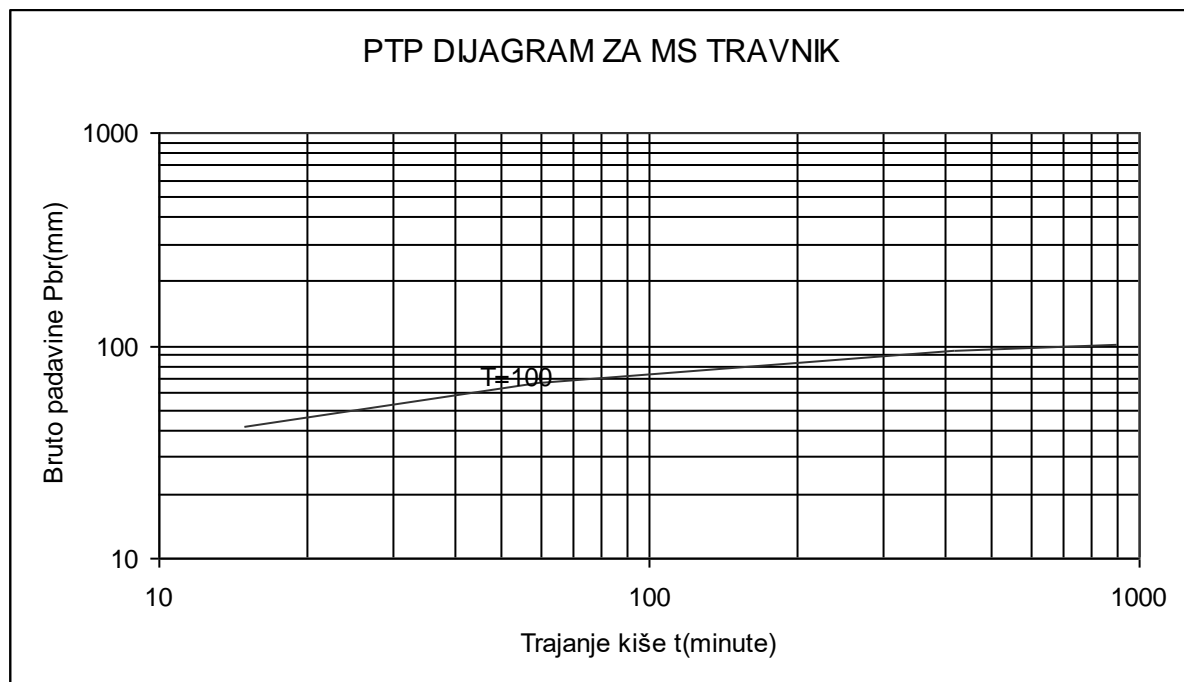 PTP DIJAGRAM ZA MS TRAVNIK
1000
100
10
T=100
10
100
1000
Bruto padavine Pbr(mm)
Trajanje kiše t(minute)